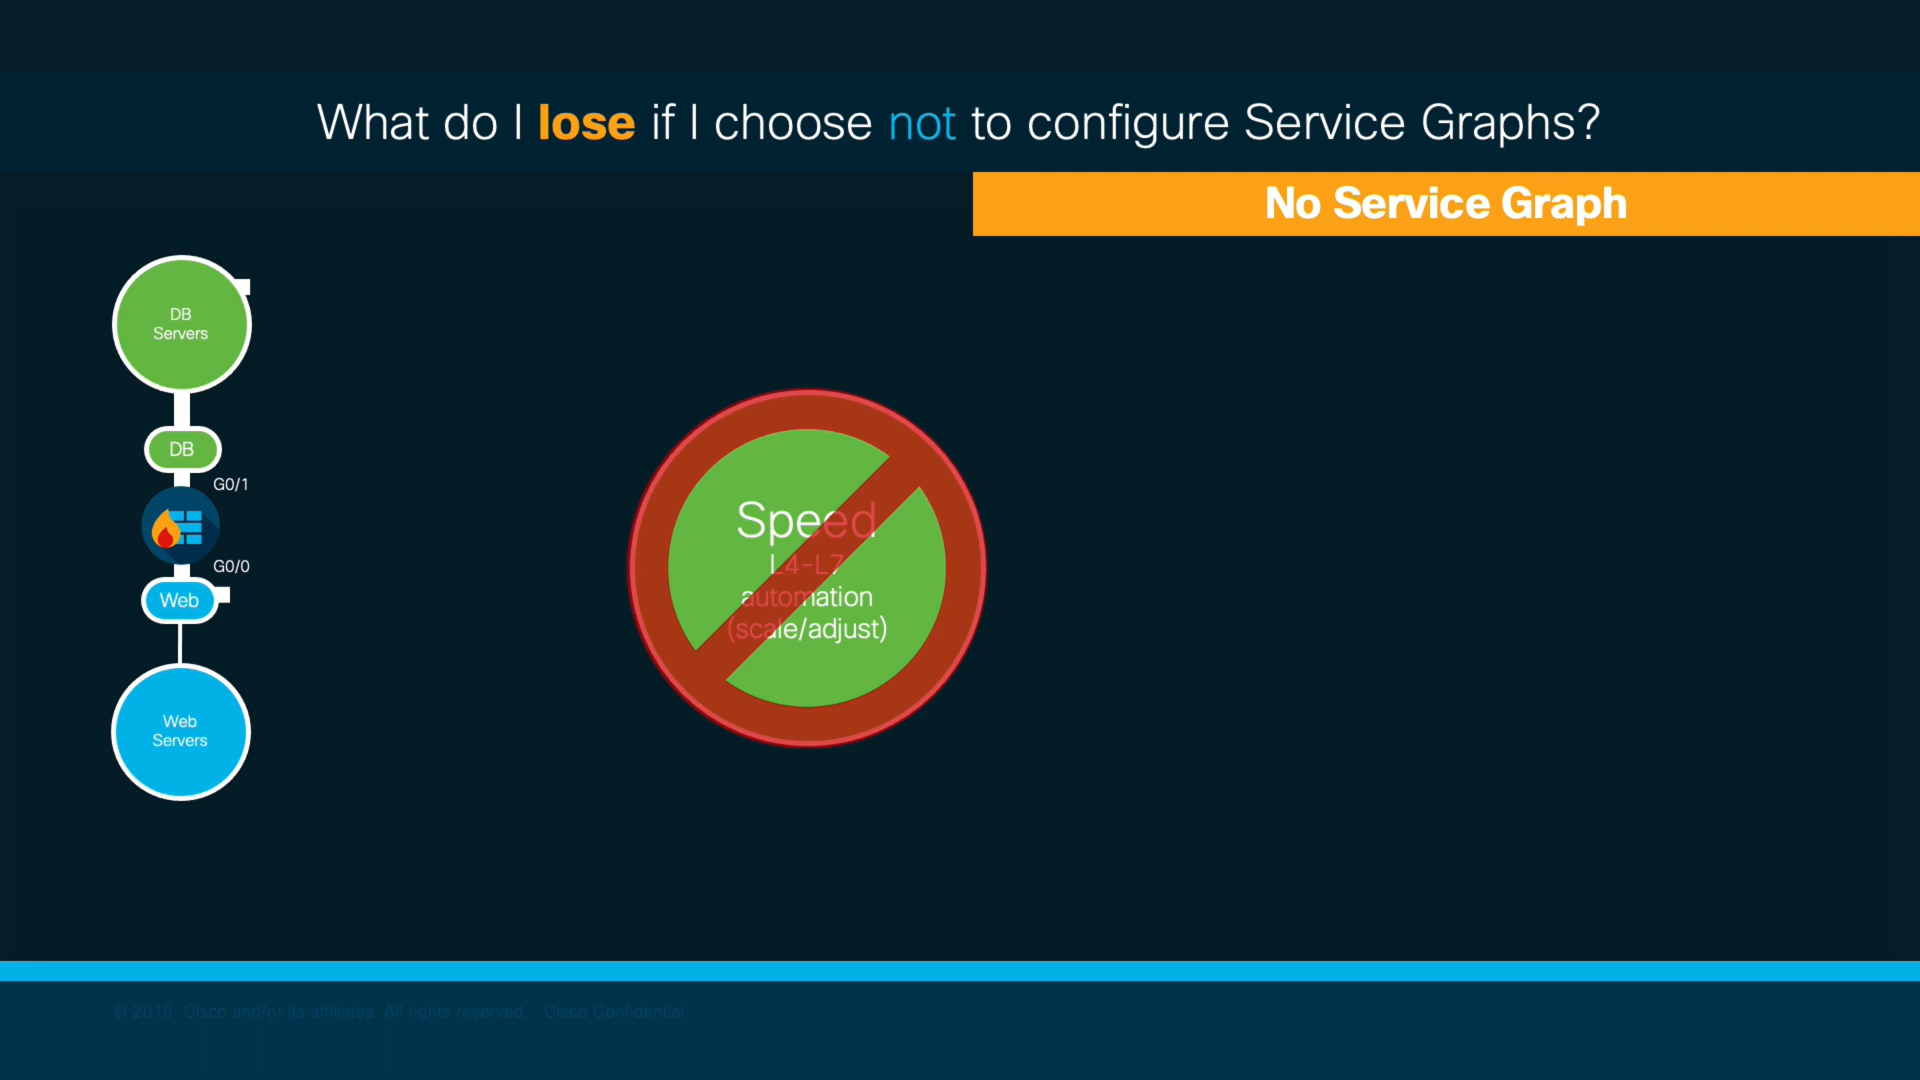 What do I lose if I choose not to configure Service Graphs?
No Service Graph
DB
Servers
DB
G0/1
G0/0
Web
Web
Servers
Speed
L4-L7
automation
(scale/adjust)
© 2018 Cisco and/or its affiliates. All rights reserved. Cisco Confidential